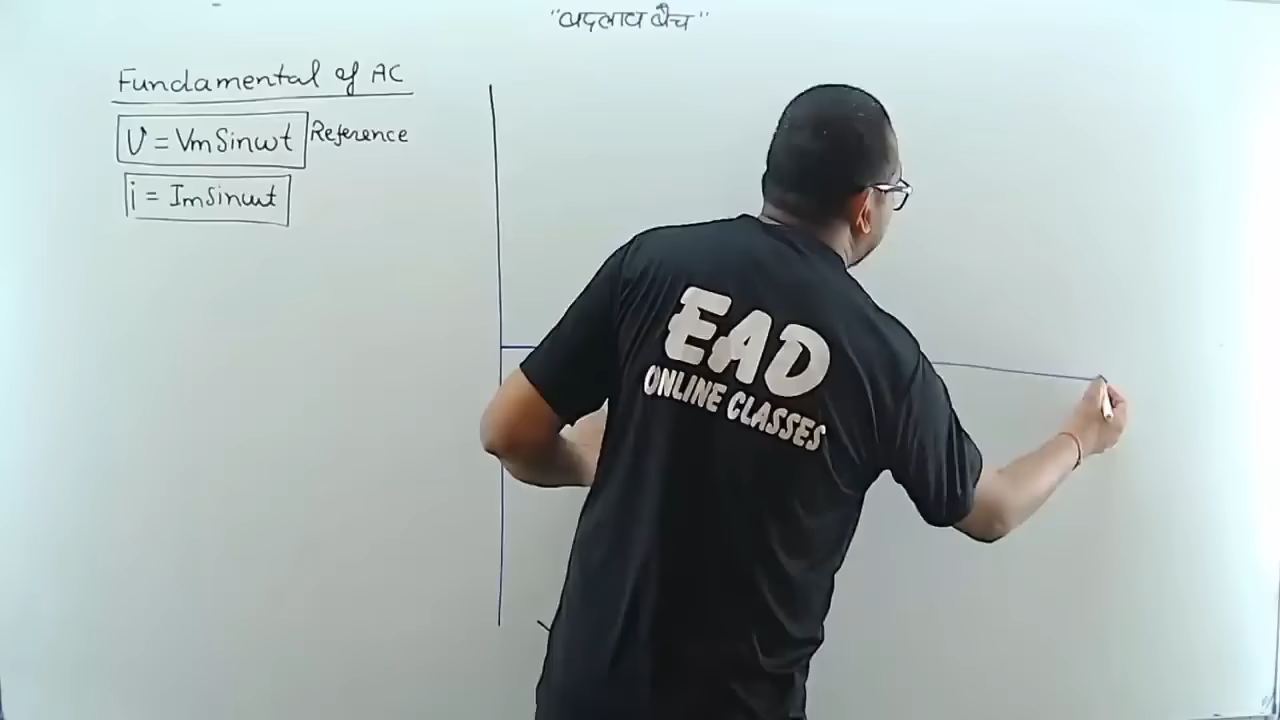 "बदलाव बैच"
Fundamental of AC
V = Vm Sinωt Reference
i = Im Sinωt
EAD
ONLINE CLASSES